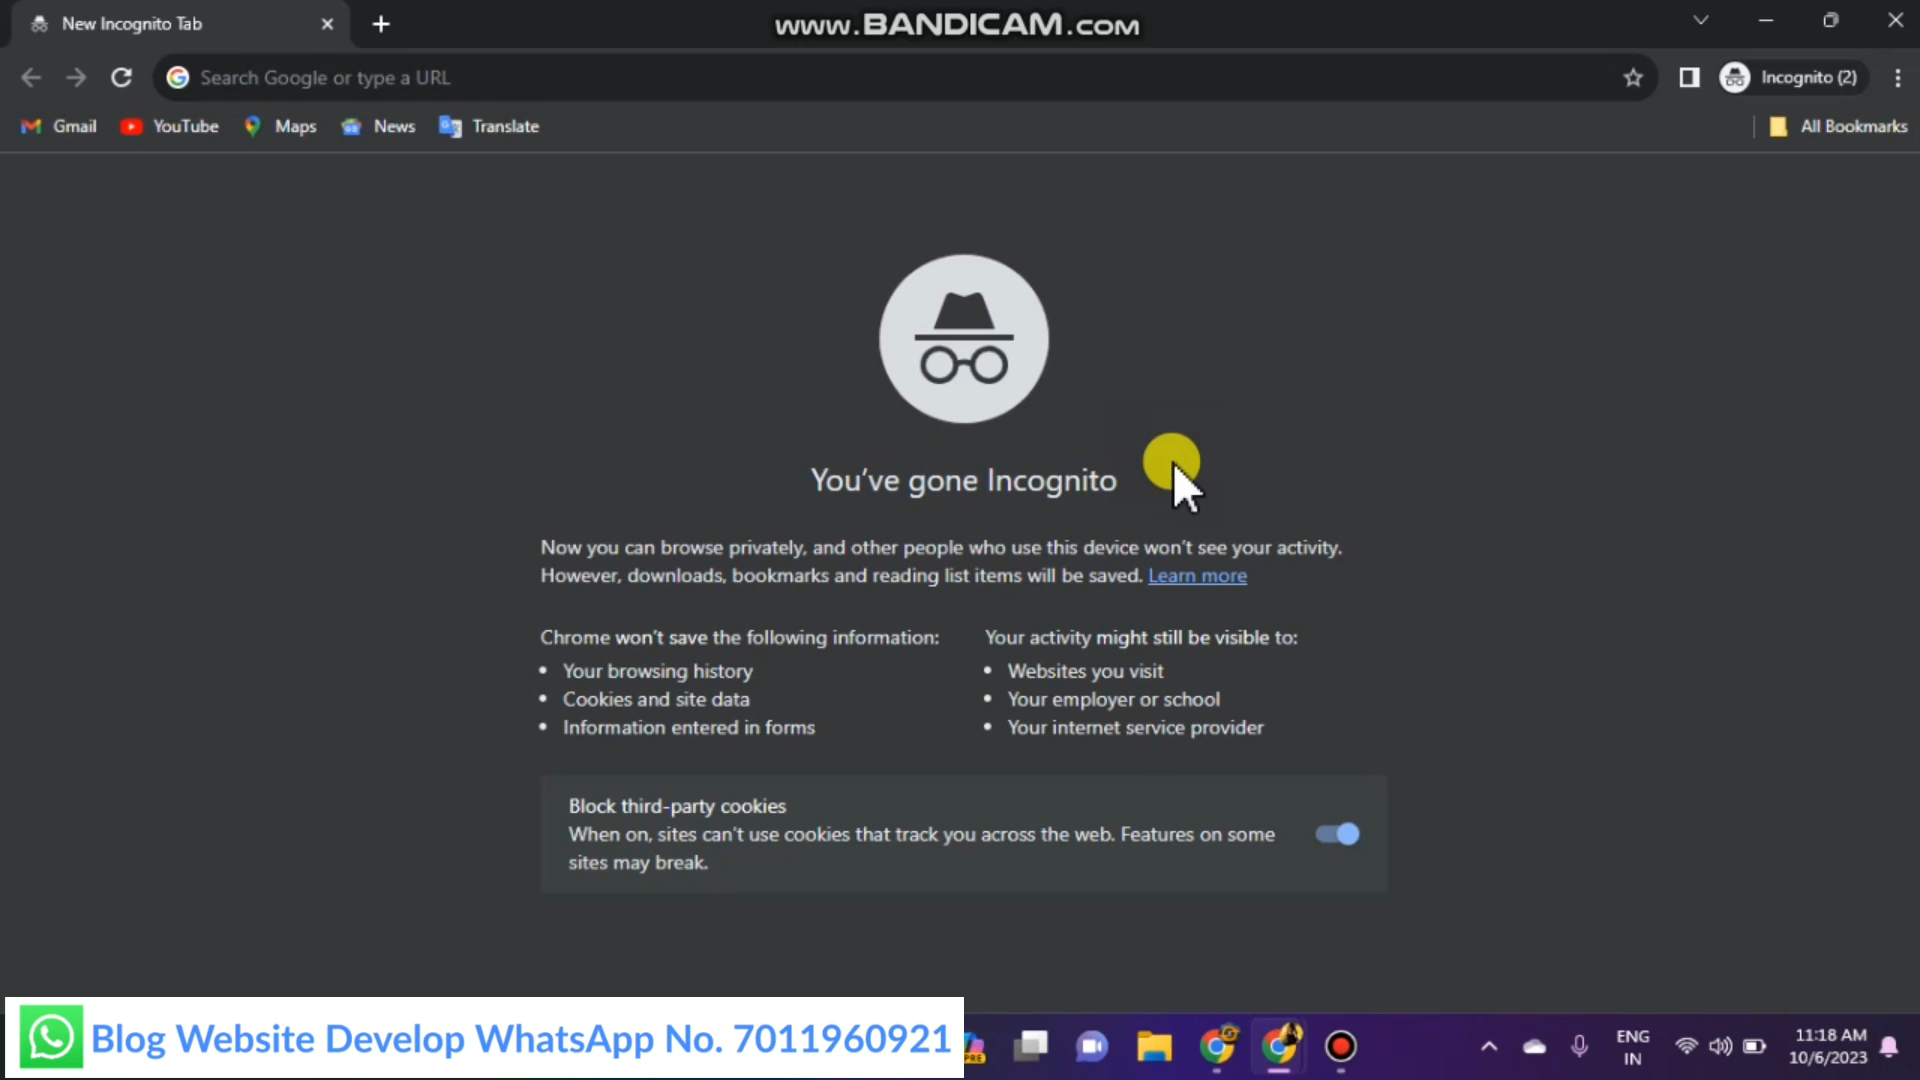 New Incognito Tab
www.BANDICAM.com
Search Google or type a URL
Incognito (2)
Gmail
YouTube
Maps
News
Translate
All Bookmarks
You've gone Incognito
Now you can browse privately, and other people who use this device won't see your activity.
However, downloads, bookmarks and reading list items will be saved. Learn more
Chrome won't save the following information:
Your browsing history
Cookies and site data
Information entered in forms
Your activity might still be visible to:
Websites you visit
Your employer or school
Your internet service provider
Block third-party cookies
When on, sites can't use cookies that track you across the web. Features on some
sites may break.
Blog Website Develop WhatsApp No. 7011960921
PRE
ENG
IN
11:18 AM
10/6/2023